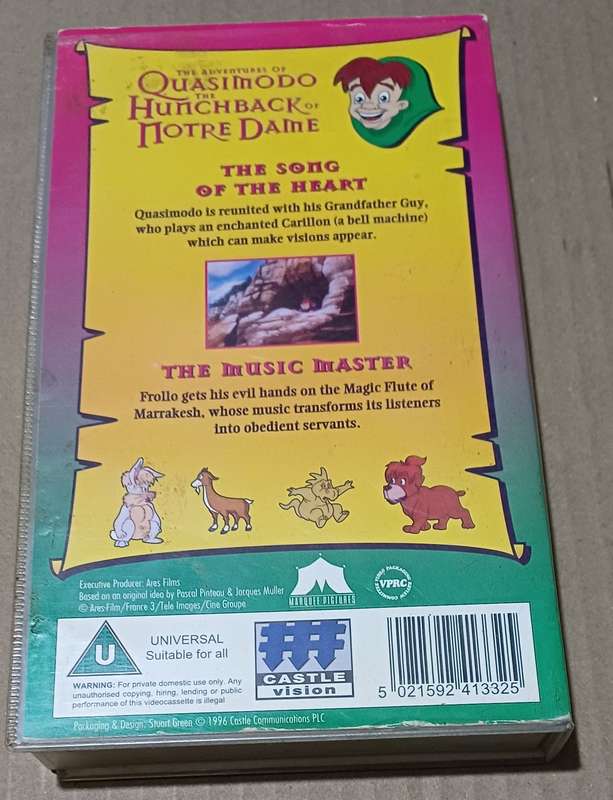 THE ADVENTURES OF
QUASIMODO
THE
HUNCHBACK OF
NOTRE DAME
THE SONG
OF THE HEART
Quasimodo is reunited with his Grandfather Guy,
who plays an enchanted Carillon (a bell machine)
which can make visions appear.
THE MUSIC MASTER
Frollo gets his evil hands on the Magic Flute of
Marrakesh, whose music transforms its listeners
into obedient servants.
Executive Producer: Ares Films
Based on an original idea by Pascal Pinteau & Jacques Muller
© Ares-Film/France 3/Tele Images/Cine Groupe
MARQUEE PICTURES
VIDEO PACKAGING REVIEW COMMITTEE
VPRC
U
UNIVERSAL
Suitable for all
WARNING: For private domestic use only. Any
unauthorised copying, hiring, lending or public
performance of this videocassette is illegal
CASTLE
vision
5 021592 413325
Packaging & Design: Stuart Green © 1996 Castle Communications PLC